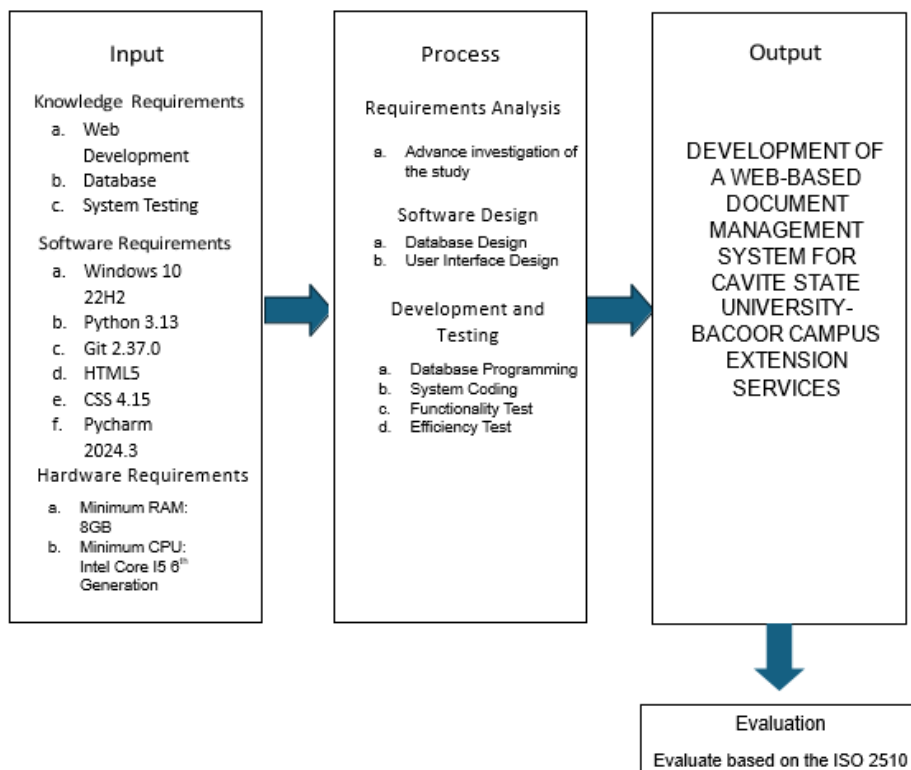 Input
Knowledge Requirements
a. Web
Development
b. Database
c. System Testing
Software Requirements
a. Windows 10
22H2
b. Python 3.13
c. Git 2.37.0
d. HTML5
e. CSS 4.15
f. Pycharm
2024.3
Hardware Requirements
a. Minimum RAM:
8GB
b. Minimum CPU:
Intel Core I5 6th
Generation
Process
Requirements Analysis
a. Advance investigation of
the study
Software Design
a. Database Design
b. User Interface Design
Development and
Testing
a. Database Programming
b. System Coding
c. Functionality Test
d. Efficiency Test
Output
DEVELOPMENT OF
A WEB-BASED
DOCUMENT
MANAGEMENT
SYSTEM FOR
CAVITE STATE
UNIVERSITY-
BACOOR CAMPUS
EXTENSION
SERVICES
Evaluation
Evaluate based on the ISO 2510